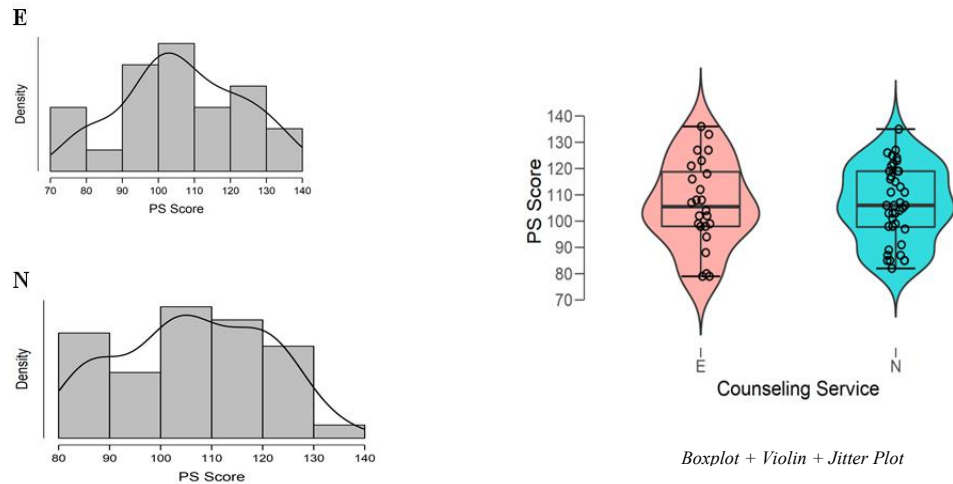 E
Density
70 80 90 100 110 120 130 140
PS Score
N
Density
80 90 100 110 120 130 140
PS Score
PS Score
140
130
120
110
100
90
80
70
E N
Counseling Service
Boxplot + Violin + Jitter Plot